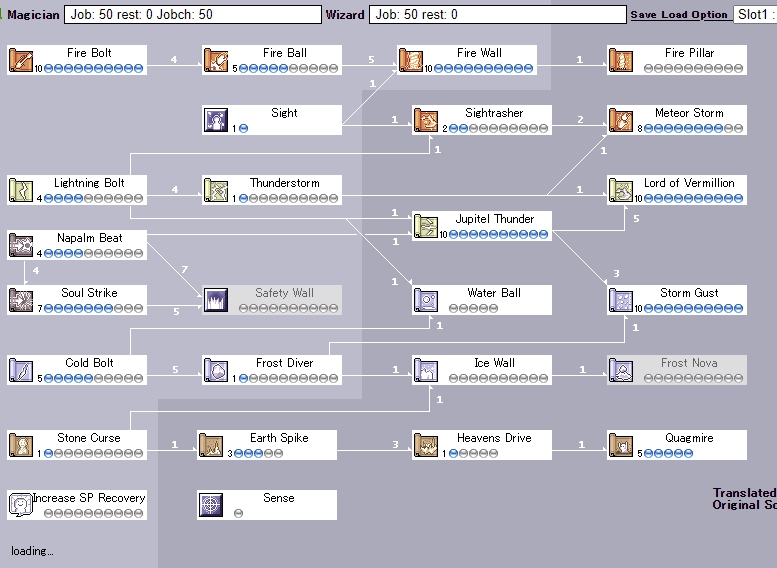 Magician Job: 50 rest: 0 Jobch: 50 Wizard Job: 50 rest: 0 Save Load Option Slot1 :
Fire Bolt 4 Fire Ball 5 Fire Wall 1 Fire Pillar
10 5 10
1
Sight 1 Sightrasher 2 Meteor Storm
1 2 8
1 1
Lightning Bolt 4 Thunderstorm 1 Lord of Vermillion
4 1 10
1 Jupitel Thunder 5
10
Napalm Beat 1
4
4 7 1 3
Soul Strike 5 Safety Wall Water Ball Storm Gust
7 10
1 1
Cold Bolt 5 Frost Diver 1 Ice Wall 1 Frost Nova
5 1
1
Stone Curse 1 Earth Spike 3 Heavens Drive 1 Quagmire
1 3 1 5
Increase SP Recovery Sense
Translated
Original Sc
loading...